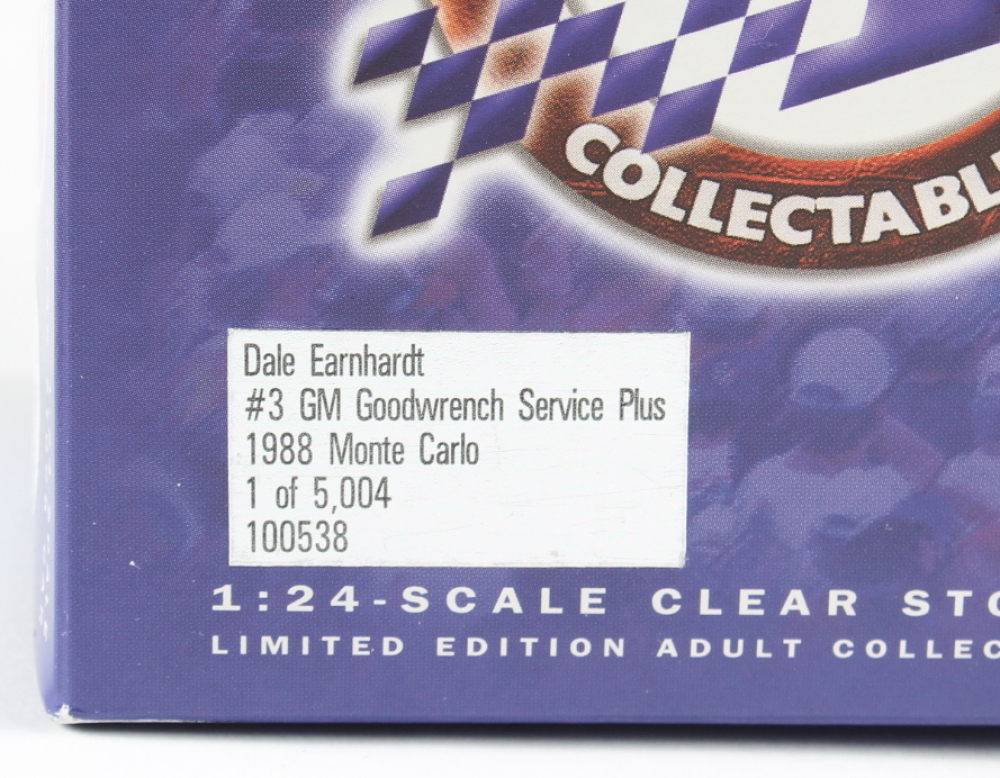 COLLECTABL
Dale Earnhardt
#3 GM Goodwrench Service Plus
1988 Monte Carlo
1 of 5,004
100538
1:24-SCALE CLEAR STO
LIMITED EDITION ADULT COLLEC